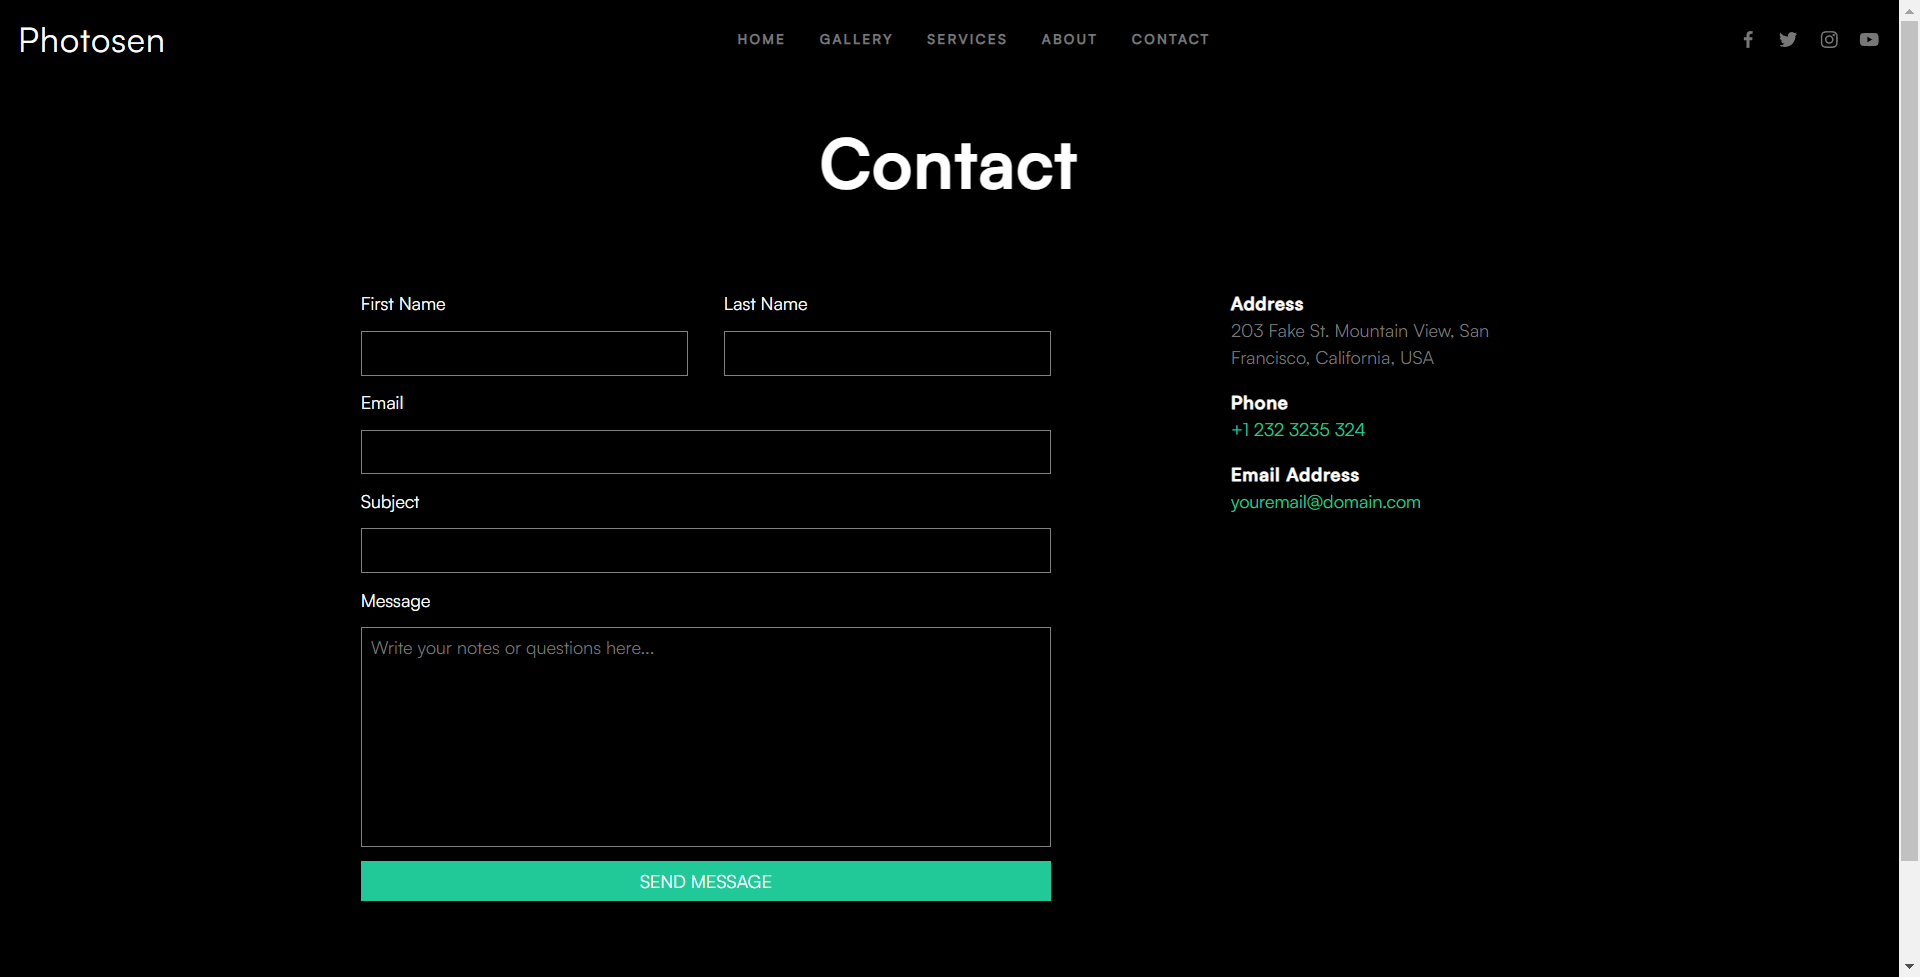 Photosen
HOME GALLERY SERVICES ABOUT CONTACT
Contact
First Name
Last Name
Email
Subject
Message
Write your notes or questions here...
SEND MESSAGE
Address
203 Fake St. Mountain View, San
Francisco, California, USA
Phone
+1 232 3235 324
Email Address
youremail@domain.com